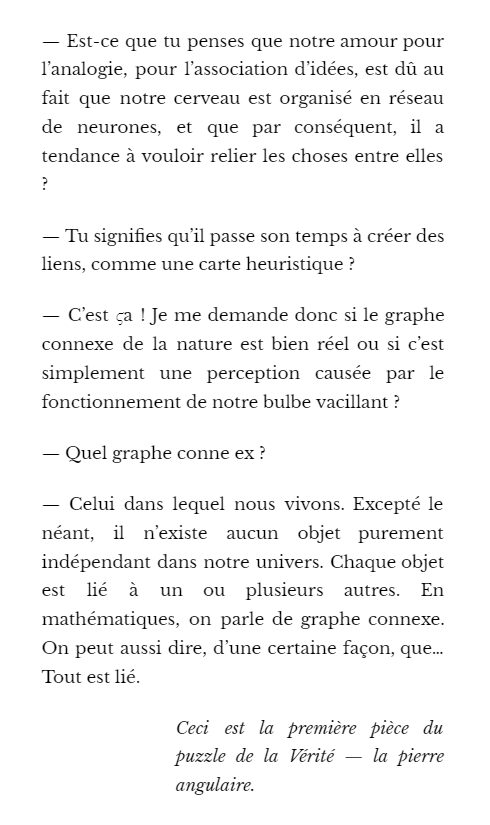 — Est-ce que tu penses que notre amour pour
l’analogie, pour l’association d’idées, est dû au
fait que notre cerveau est organisé en réseau
de neurones, et que par conséquent, il a
tendance à vouloir relier les choses entre elles
?
— Tu signifies qu’il passe son temps à créer des
liens, comme une carte heuristique ?
— C’est ça ! Je me demande donc si le graphe
connexe de la nature est bien réel ou si c’est
simplement une perception causée par le
fonctionnement de notre bulbe vacillant ?
— Quel graphe conne ex ?
— Celui dans lequel nous vivons. Excepté le
néant, il n’existe aucun objet purement
indépendant dans notre univers. Chaque objet
est lié à un ou plusieurs autres. En
mathématiques, on parle de graphe connexe.
On peut aussi dire, d’une certaine façon, que…
Tout est lié.
Ceci est la première pièce du
puzzle de la Vérité — la pierre
angulaire.